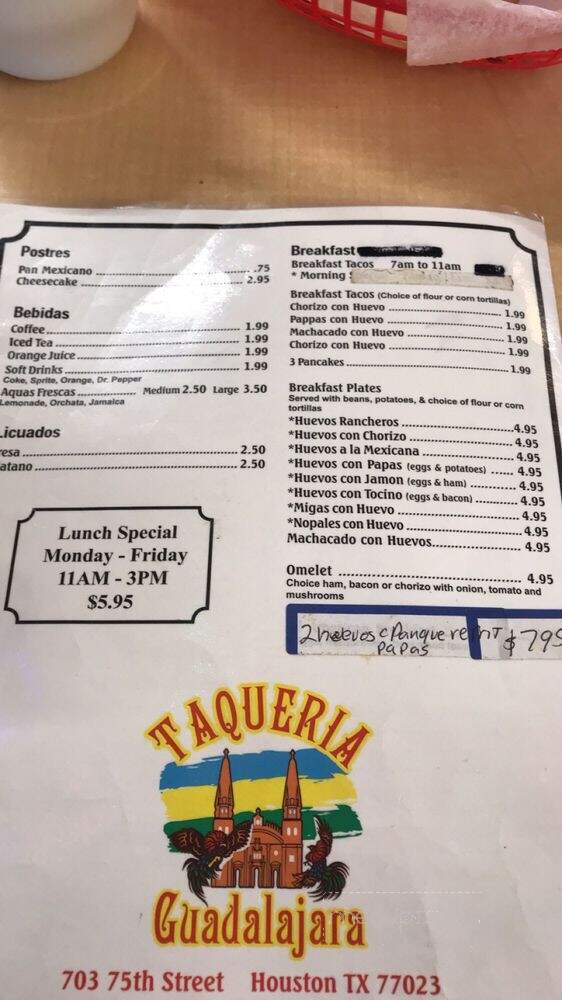 Postres
Pan Mexicano .75
Cheesecake 2.95
Bebidas
Coffee 1.99
Iced Tea 1.99
Orange Juice 1.99
Soft Drinks 1.99
Coke, Sprite, Orange, Dr. Pepper
Aquas Frescas Medium 2.50 Large 3.50
Lemonade, Orchata, Jamaica
Licuados
resa 2.50
atano 2.50
Lunch Special
Monday - Friday
11AM - 3PM
$5.95
Breakfast
Breakfast Tacos 7am to 11am
* Morning
Breakfast Tacos (Choice of flour or corn tortillas)
Chorizo con Huevo 1.99
Pappas con Huevo 1.99
Machacado con Huevo 1.99
Chorizo con Huevo 1.99
3 Pancakes 1.99
Breakfast Plates
Served with beans, potatoes, & choice of flour or corn
tortillas
*Huevos Rancheros 4.95
*Huevos con Chorizo 4.95
*Huevos a la Mexicana 4.95
*Huevos con Papas (eggs & potatoes) 4.95
*Huevos con Jamon (eggs & ham) 4.95
*Huevos con Tocino (eggs & bacon) 4.95
*Migas con Huevo 4.95
*Nopales con Huevo 4.95
Machacado con Huevos 4.95
Omelet 4.95
Choice ham, bacon or chorizo with onion, tomato and
mushrooms
2 huevos c
papas $ 795
TAQUERIA
Guadalajara
703 75th Street Houston TX 77023